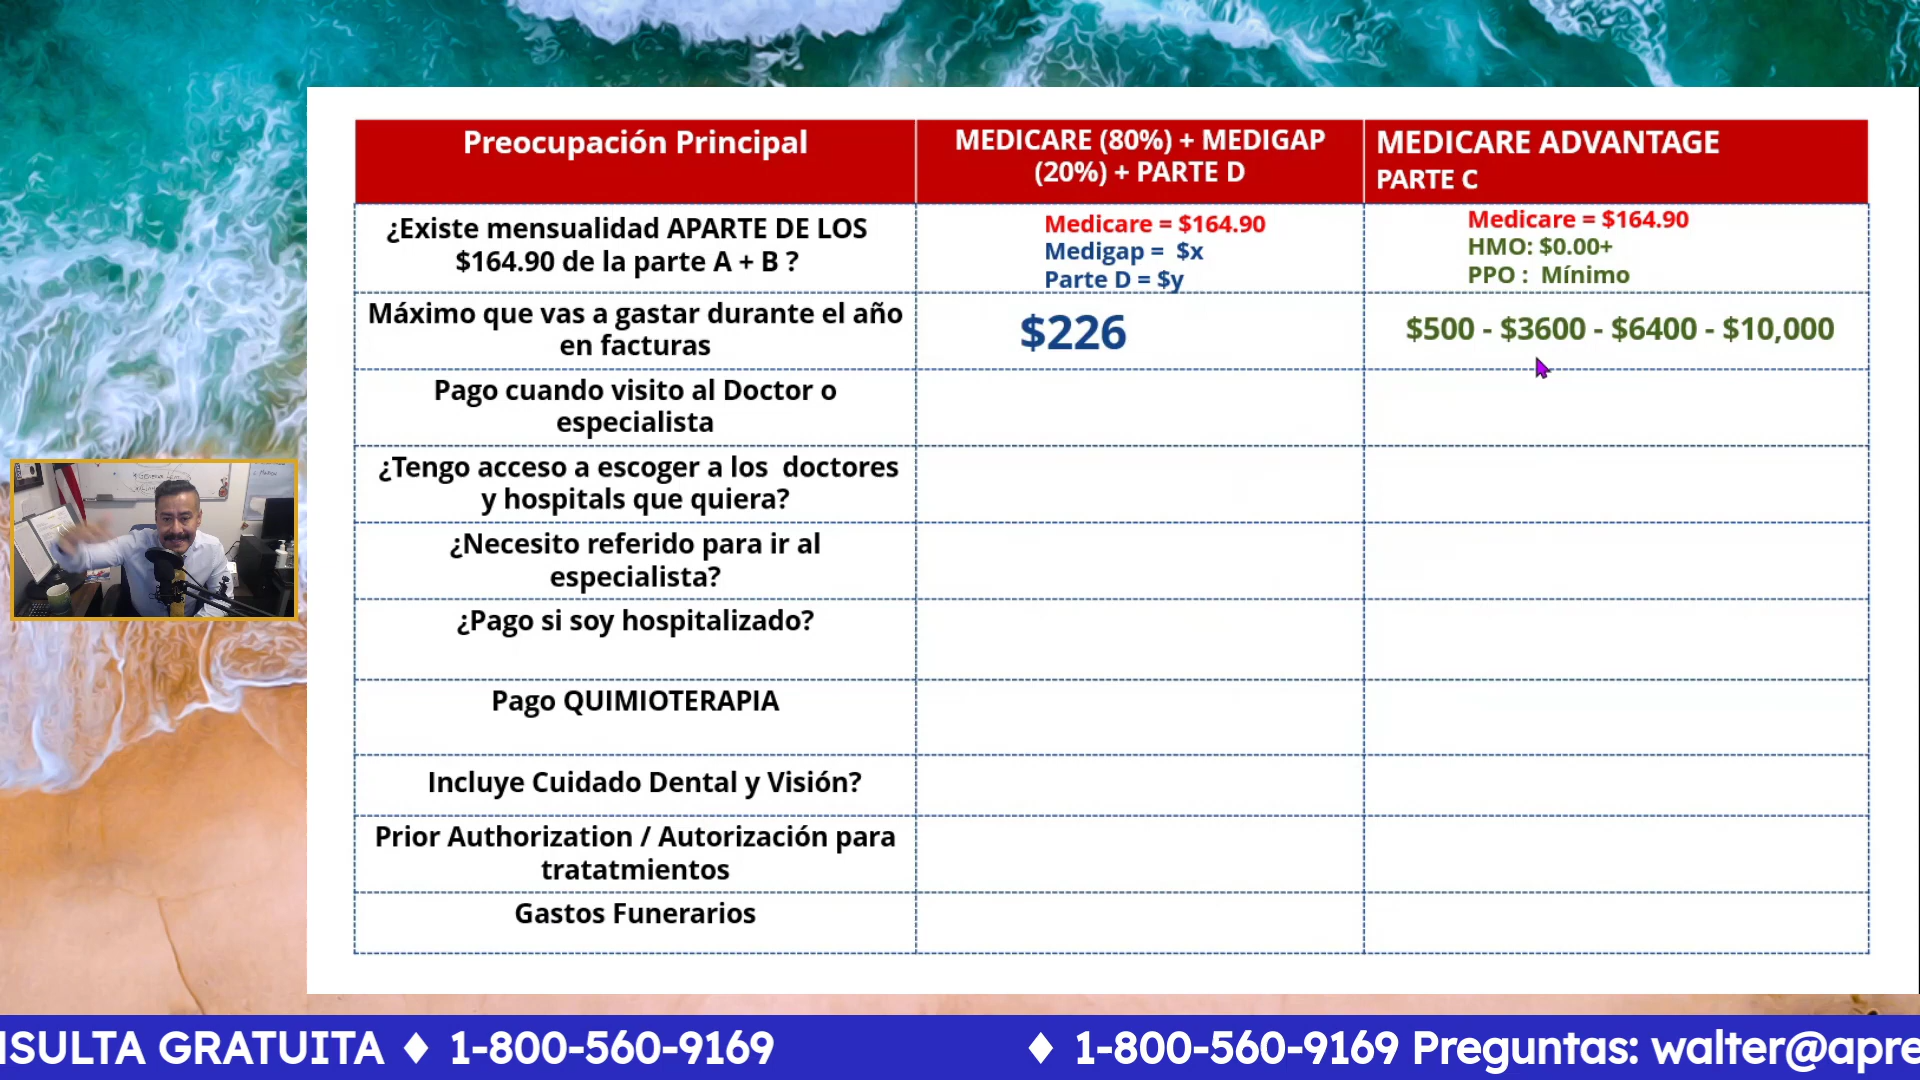 Preocupación Principal
MEDICARE (80%) + MEDIGAP
(20%) + PARTE D
MEDICARE ADVANTAGE
PARTE C
¿Existe mensualidad APARTE DE LOS
$164.90 de la parte A + B ?
Medicare = $164.90
Medigap = $x
Parte D = $y
Medicare = $164.90
HMO: $0.00+
PPO : Mínimo
Máximo que vas a gastar durante el año
en facturas
$226
$500 - $3600 - $6400 - $10,000
Pago cuando visito al Doctor o
especialista
¿Tengo acceso a escoger a los doctores
y hospitals que quiera?
¿Necesito referido para ir al
especialista?
¿Pago si soy hospitalizado?
Pago QUIMIOTERAPIA
Incluye Cuidado Dental y Visión?
Prior Authorization / Autorización para
tratatmientos
Gastos Funerarios
NSULTA GRATUITA ♦ 1-800-560-9169 ♦ 1-800-560-9169 Preguntas: walter@apre